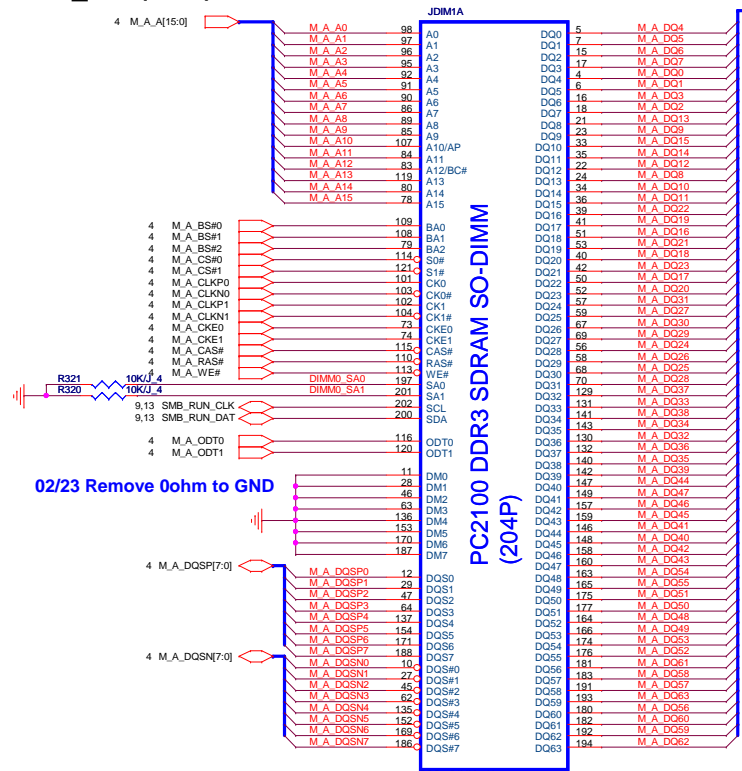 JDIM1A
4 M_A_A[15:0]
M_A_A0 98 A0
M_A_A1 97 A1
M_A_A2 96 A2
M_A_A3 95 A3
M_A_A4 92 A4
M_A_A5 91 A5
M_A_A6 90 A6
M_A_A7 86 A7
M_A_A8 89 A8
M_A_A9 85 A9
M_A_A10 107 A10/AP
M_A_A11 84 A11
M_A_A12 83 A12/BC#
M_A_A13 119 A13
M_A_A14 80 A14
M_A_A15 78 A15
4 M_A_BS#0 109 BA0
4 M_A_BS#1 108 BA1
4 M_A_BS#2 79 BA2
4 M_A_CS#0 114 S0#
4 M_A_CS#1 121 S1#
4 M_A_CLKP0 101 CK0
4 M_A_CLKN0 103 CK0#
4 M_A_CLKP1 102 CK1
4 M_A_CLKN1 104 CK1#
4 M_A_CKE0 73 CKE0
4 M_A_CKE1 74 CKE1
4 M_A_CAS# 115 CAS#
4 M_A_RAS# 110 RAS#
4 M_A_WE# 113 WE#
R321 10K/J_4 DIMM0_SA0 197 SA0
R320 10K/J_4 DIMM0_SA1 201 SA1
9,13 SMB_RUN_CLK 202 SCL
9,13 SMB_RUN_DAT 200 SDA
4 M_A_ODT0 116 ODT0
4 M_A_ODT1 120 ODT1
02/23 Remove 0ohm to GND
11 DM0
28 DM1
46 DM2
63 DM3
136 DM4
153 DM5
170 DM6
187 DM7
4 M_A_DQSP[7:0]
M_A_DQSP0 12 DQS0
M_A_DQSP1 29 DQS1
M_A_DQSP2 47 DQS2
M_A_DQSP3 64 DQS3
M_A_DQSP4 137 DQS4
M_A_DQSP5 154 DQS5
M_A_DQSP6 171 DQS6
M_A_DQSP7 188 DQS7
4 M_A_DQSN[7:0]
M_A_DQSN0 10 DQS#0
M_A_DQSN1 27 DQS#1
M_A_DQSN2 45 DQS#2
M_A_DQSN3 62 DQS#3
M_A_DQSN4 135 DQS#4
M_A_DQSN5 152 DQS#5
M_A_DQSN6 169 DQS#6
M_A_DQSN7 186 DQS#7
PC2100 DDR3 SDRAM SO-DIMM
(204P)
DQ0 5 M_A_DQ4
DQ1 7 M_A_DQ5
DQ2 15 M_A_DQ6
DQ3 17 M_A_DQ7
DQ4 4 M_A_DQ0
DQ5 6 M_A_DQ1
DQ6 16 M_A_DQ3
DQ7 18 M_A_DQ2
DQ8 21 M_A_DQ13
DQ9 23 M_A_DQ9
DQ10 33 M_A_DQ15
DQ11 35 M_A_DQ14
DQ12 22 M_A_DQ12
DQ13 24 M_A_DQ8
DQ14 34 M_A_DQ10
DQ15 36 M_A_DQ11
DQ16 39 M_A_DQ22
DQ17 41 M_A_DQ19
DQ18 51 M_A_DQ16
DQ19 53 M_A_DQ21
DQ20 40 M_A_DQ18
DQ21 42 M_A_DQ23
DQ22 50 M_A_DQ17
DQ23 52 M_A_DQ20
DQ24 57 M_A_DQ31
DQ25 59 M_A_DQ27
DQ26 67 M_A_DQ30
DQ27 69 M_A_DQ29
DQ28 56 M_A_DQ24
DQ29 58 M_A_DQ26
DQ30 68 M_A_DQ25
DQ31 70 M_A_DQ28
DQ32 129 M_A_DQ37
DQ33 131 M_A_DQ33
DQ34 141 M_A_DQ38
DQ35 143 M_A_DQ34
DQ36 130 M_A_DQ32
DQ37 132 M_A_DQ36
DQ38 140 M_A_DQ35
DQ39 142 M_A_DQ39
DQ40 147 M_A_DQ44
DQ41 149 M_A_DQ47
DQ42 157 M_A_DQ46
DQ43 159 M_A_DQ45
DQ44 146 M_A_DQ41
DQ45 148 M_A_DQ40
DQ46 158 M_A_DQ42
DQ47 160 M_A_DQ43
DQ48 163 M_A_DQ54
DQ49 165 M_A_DQ55
DQ50 175 M_A_DQ51
DQ51 177 M_A_DQ50
DQ52 164 M_A_DQ48
DQ53 166 M_A_DQ49
DQ54 174 M_A_DQ53
DQ55 176 M_A_DQ52
DQ56 181 M_A_DQ61
DQ57 183 M_A_DQ58
DQ58 191 M_A_DQ57
DQ59 193 M_A_DQ63
DQ60 180 M_A_DQ56
DQ61 182 M_A_DQ60
DQ62 192 M_A_DQ59
DQ63 194 M_A_DQ62